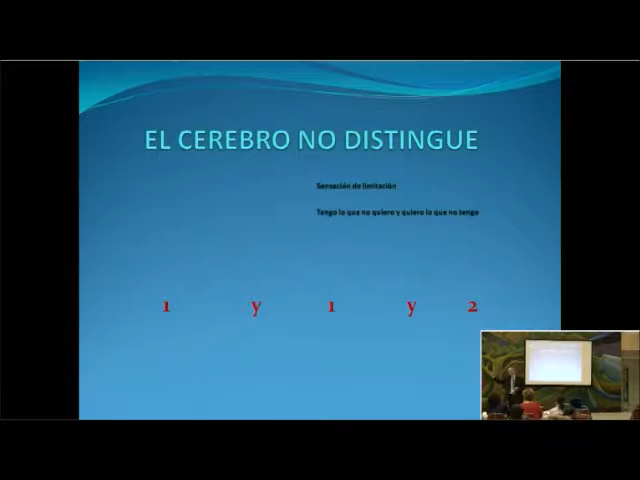 EL CEREBRO NO DISTINGUE
Sensación de limitación
Tengo lo que no quiero y quiero lo que no tengo
1 y 1 y 2